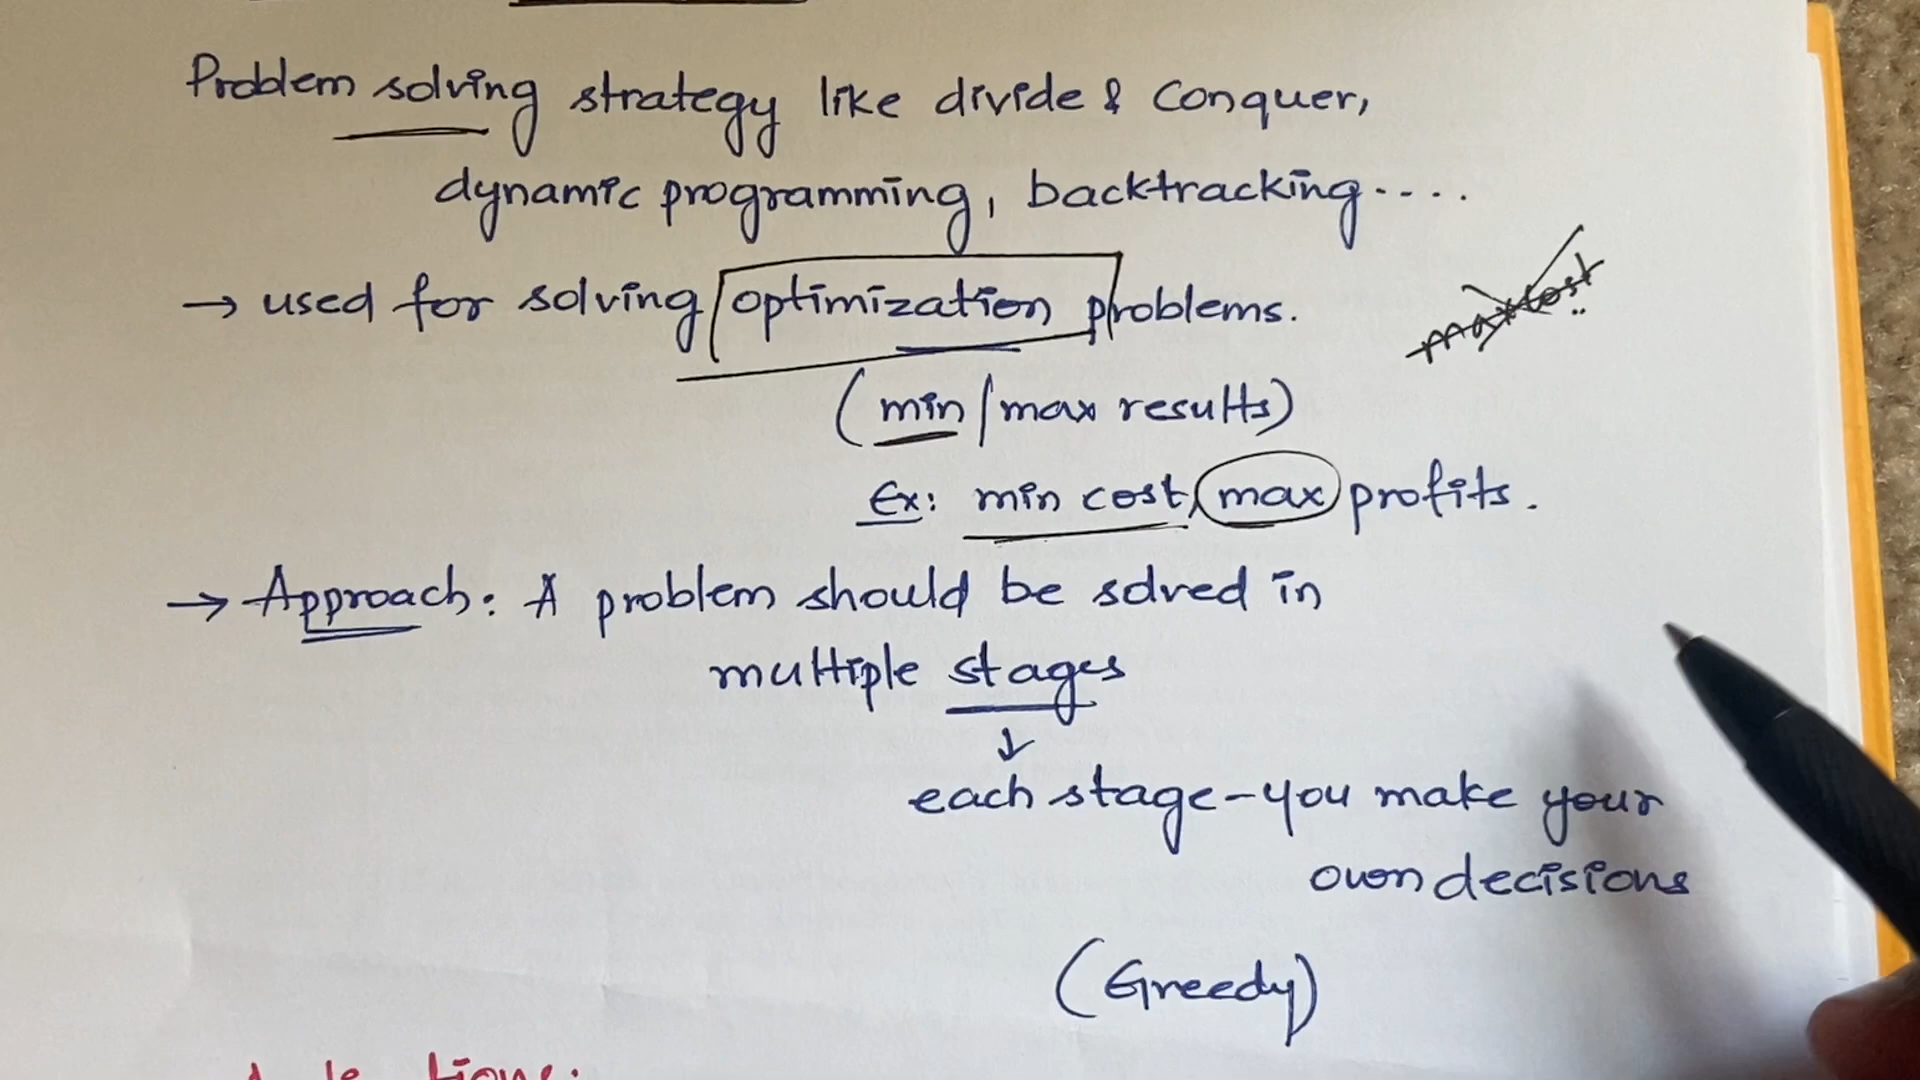 Problem solving strategy like divide & conquer,
dynamic programming, backtracking....
→ used for solving optimization problems.
max cost
(min/max results)
Ex: min cost, max profits.
→ Approach: A problem should be solved in
multiple stages
↓
each stage - you make your
own decisions
(Greedy)